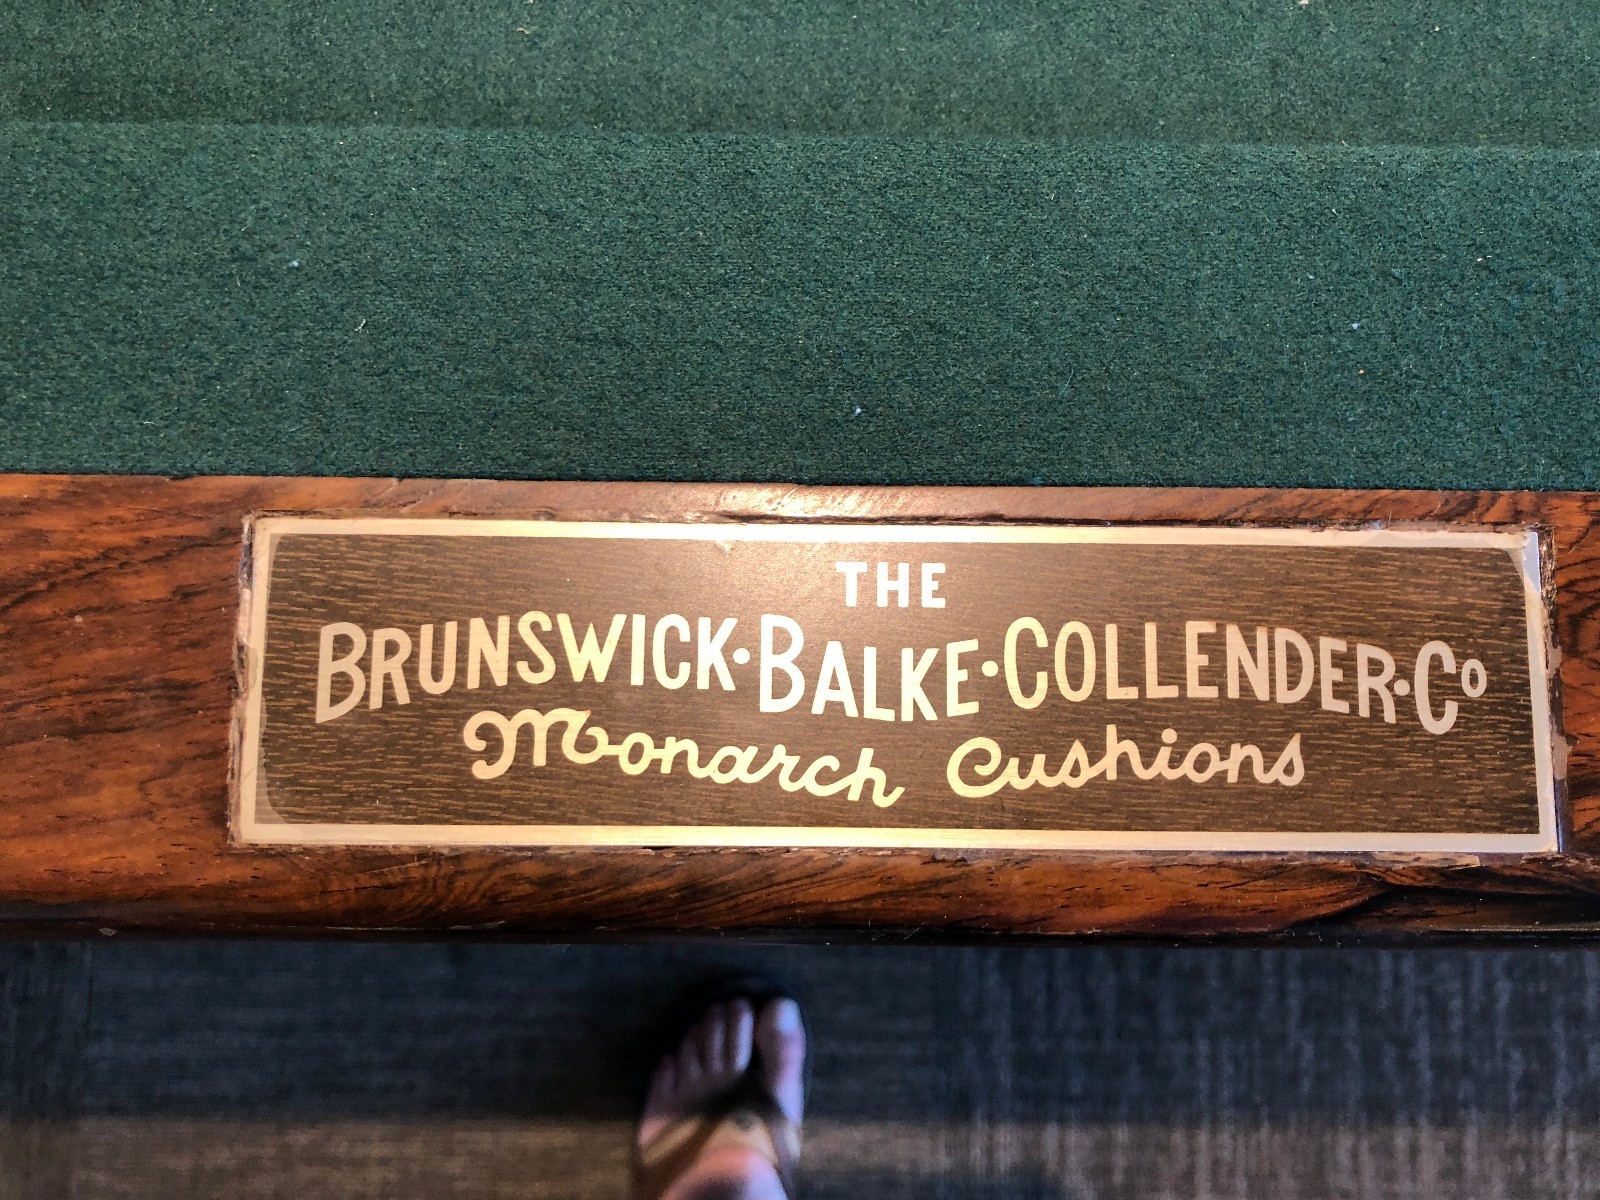 THE
BRUNSWICK·BALKE·COLLENDER·Co
Monarch Cushions